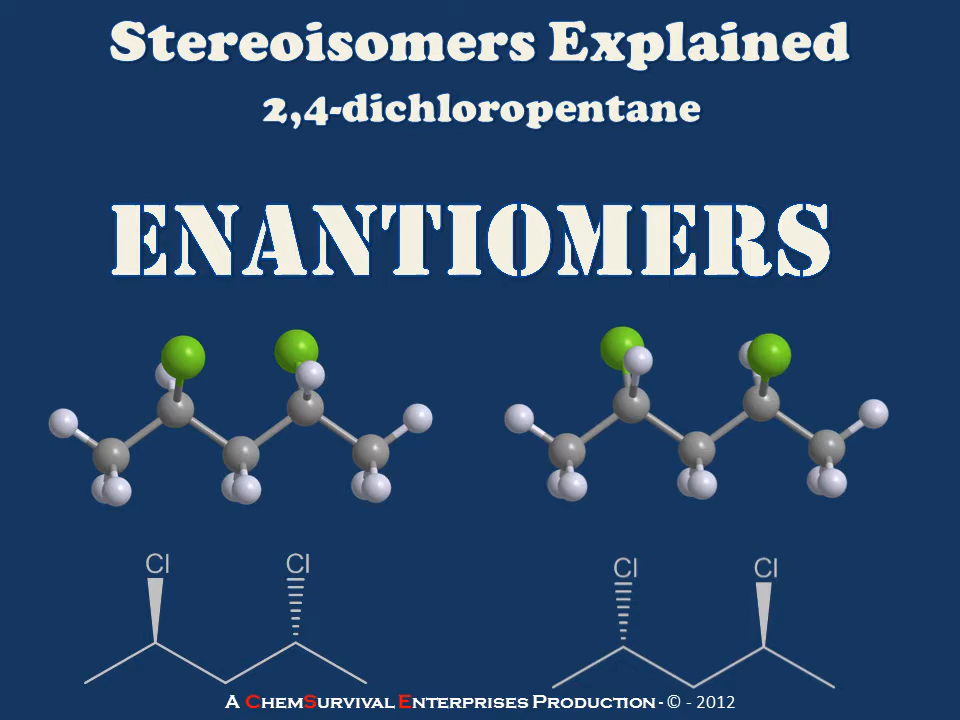 Stereoisomers Explained
2,4-dichloropentane
ENANTIOMERS
Cl Cl Cl Cl
A ChemSurvival Enterprises Production - © - 2012